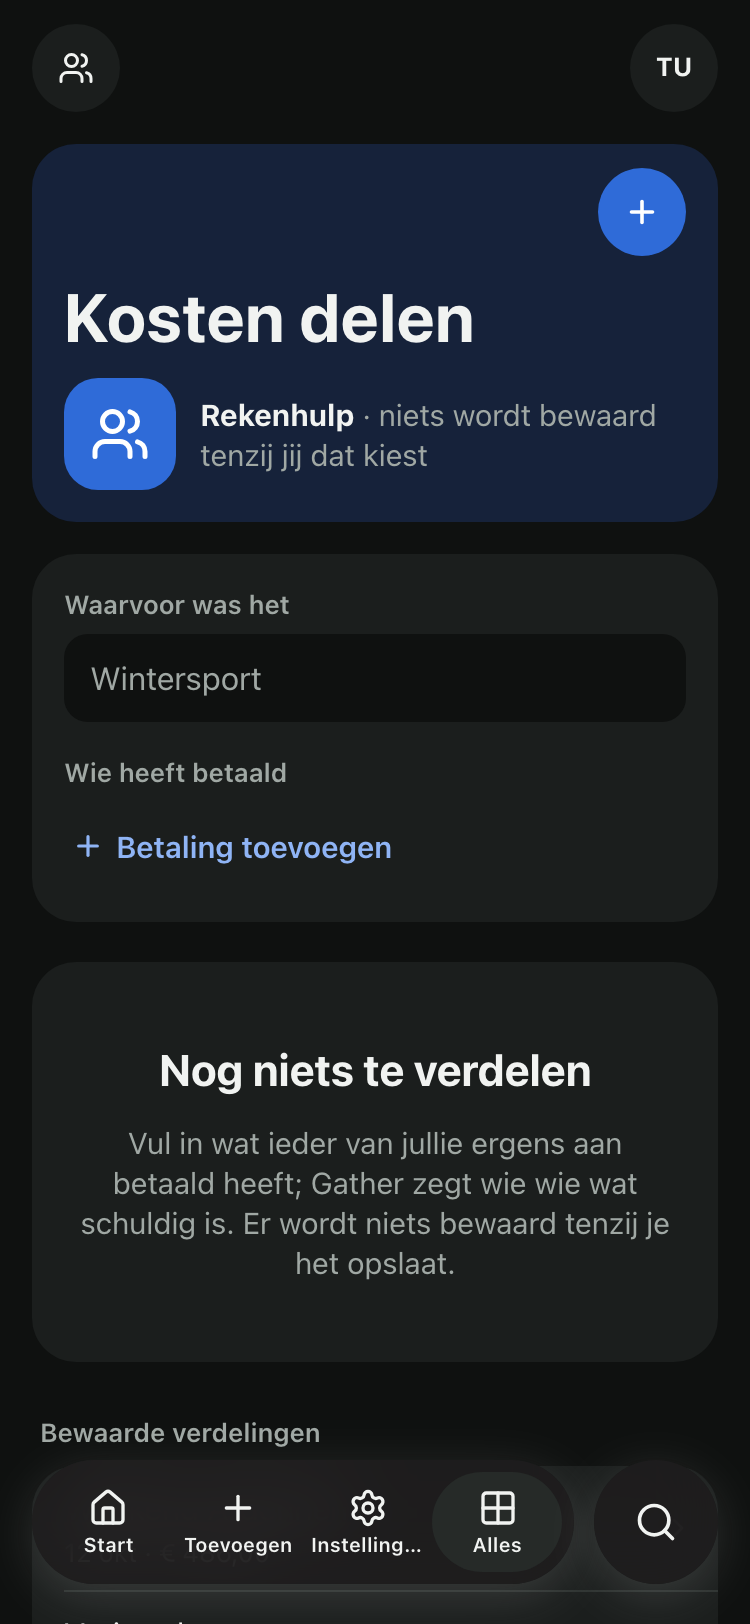 TU
Kosten delen
Rekenhulp · niets wordt bewaard
tenzij jij dat kiest
Waarvoor was het
Wintersport
Wie heeft betaald
Betaling toevoegen
Nog niets te verdelen
Vul in wat ieder van jullie ergens aan
betaald heeft; Gather zegt wie wie wat
schuldig is. Er wordt niets bewaard tenzij je
het opslaat.
Bewaarde verdelingen
Start
Toevoegen
Instelling...
Alles